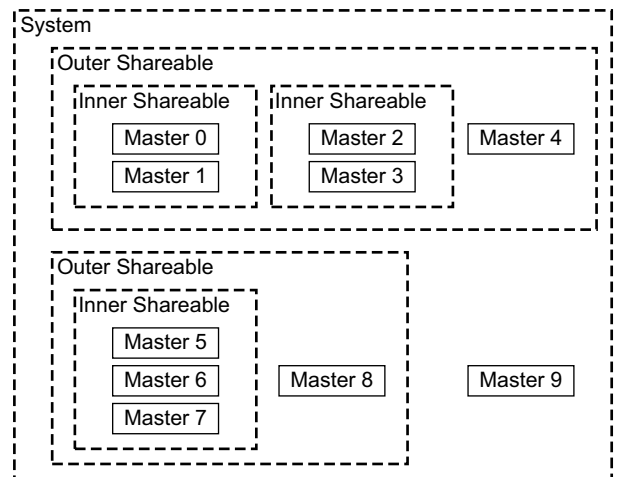 System
Outer Shareable
Inner Shareable
Master 0
Master 1
Inner Shareable
Master 2
Master 3
Master 4
Outer Shareable
Inner Shareable
Master 5
Master 6
Master 7
Master 8
Master 9